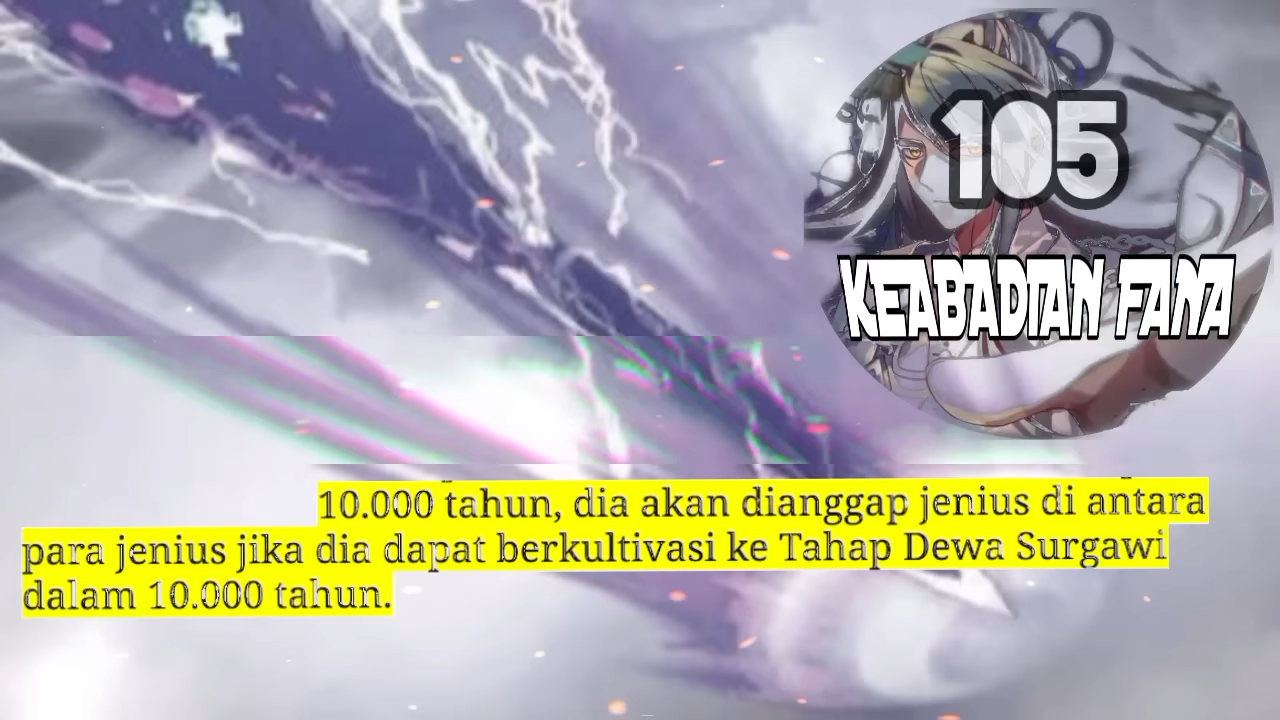 105
KEABADIAN FANA
10.000 tahun, dia akan dianggap jenius di antara
para jenius jika dia dapat berkultivasi ke Tahap Dewa Surgawi
dalam 10.000 tahun.